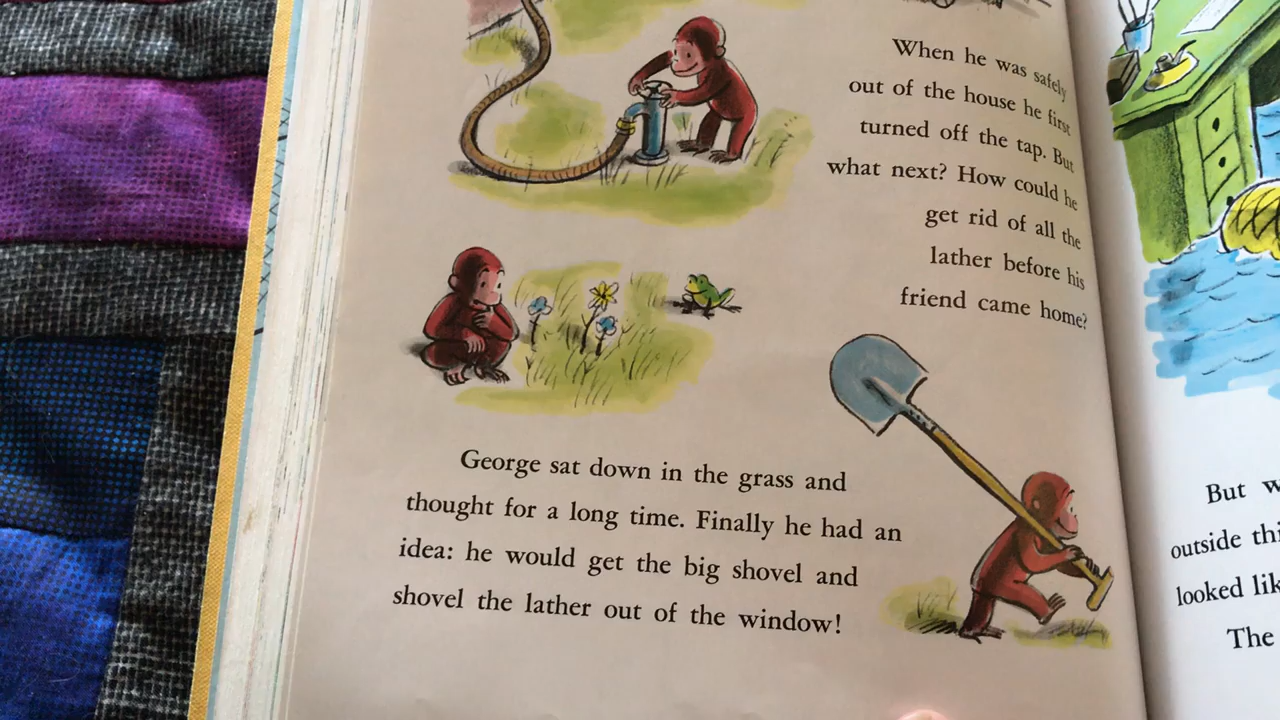 When he was safely
out of the house he first
turned off the tap. But
what next? How could he
get rid of all the
lather before his
friend came home?
George sat down in the grass and
thought for a long time. Finally he had an
idea: he would get the big shovel and
shovel the lather out of the window!
But
outside
looked
The